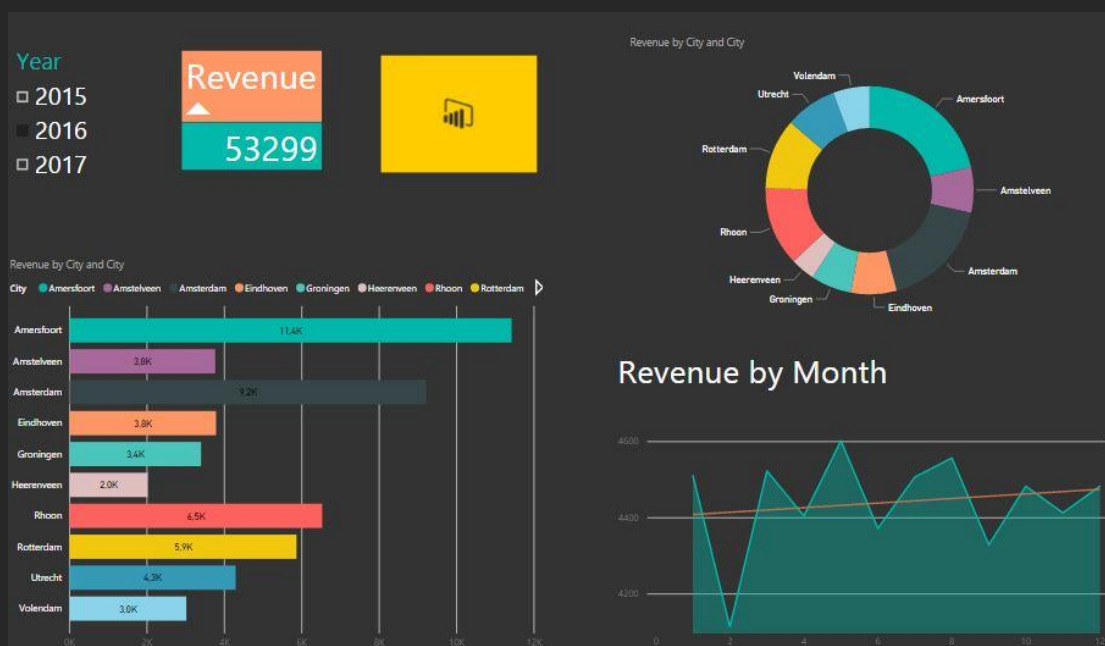 Year
2015
2016
2017
Revenue
53299
Revenue by City and City
Volendam
Utrecht
Rotterdam
Rhoon
Heerenveen
Groningen
Amersfoort
Amstelveen
Amsterdam
Eindhoven
Revenue by City and City
City Amersfoort Amstelveen Amsterdam Eindhoven Groningen Heerenveen Rhoon Rotterdam
Amersfoort 11,4K
Amstelveen 3,8K
Amsterdam 9,2K
Eindhoven 3,8K
Groningen 3,4K
Heerenveen 2,0K
Rhoon 6,5K
Rotterdam 5,9K
Utrecht 4,3K
Volendam 3,0K
0K 2K 4K 6K 8K 10K 12K
Revenue by Month
4600
4400
4200
0 2 4 6 8 10 12